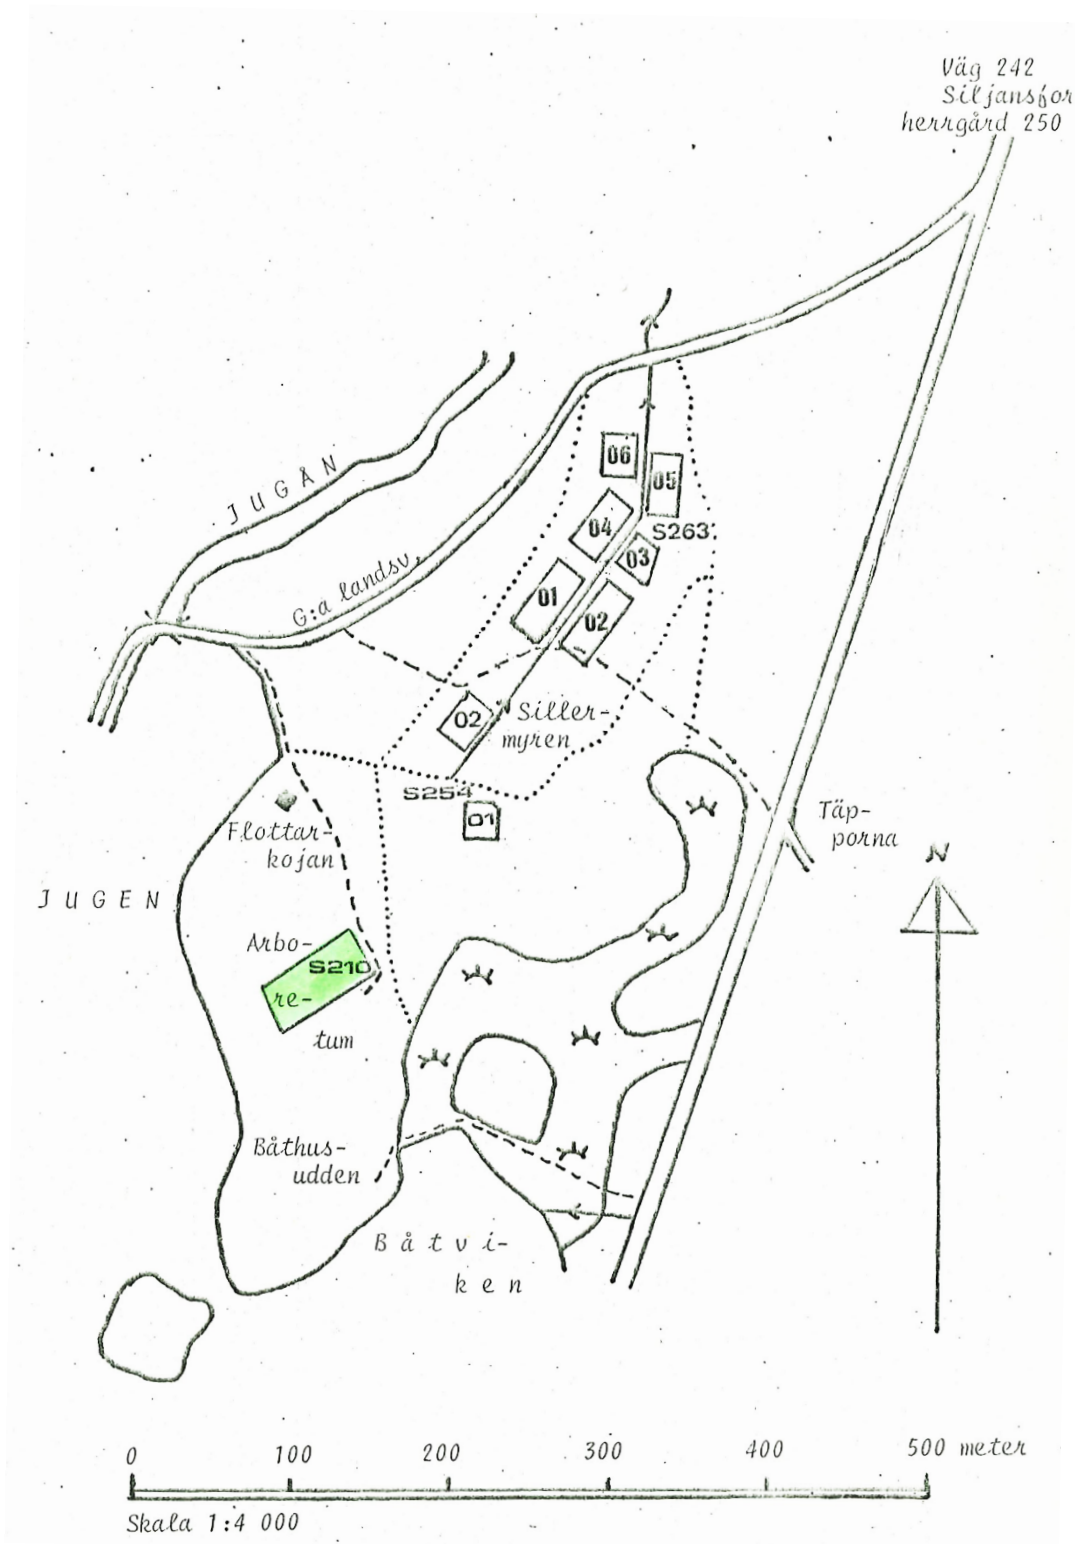 Väg 242
Siljansfor
herrgård 250
JUGÅN
G:a landsv.
06
05
04
S263
03
01
02
02
Siller-
myren
S254
01
Flottar-
kojan
Täp-
porna
N
JUGEN
Arbo-
S210
re-
tum
Båthus-
udden
Båtvi-
ken
0 100 200 300 400 500 meter
Skala 1:4 000